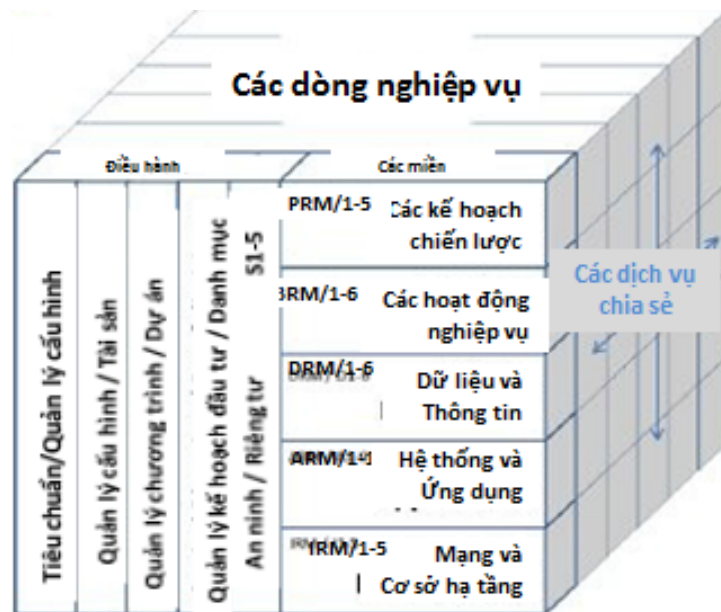 Các dòng nghiệp vụ
Điều hành
Các miền
Tiêu chuẩn/Quản lý cấu hình
Quản lý cấu hình / Tài sản
Quản lý chương trình / Dự án
Quản lý kế hoạch đầu tư / Danh mục
An ninh / Riêng tư S1-5
PRM/1-5
Các kế hoạch
chiến lược
BRM/1-6
Các hoạt động
nghiệp vụ
DRM/1-6
Dữ liệu và
Thông tin
ARM/1-
Hệ thống và
Ứng dụng
IRM/1-5
Mạng và
Cơ sở hạ tầng
Các dịch vụ
chia sẻ